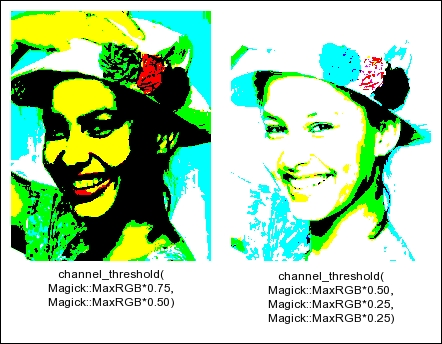 channel_threshold(
Magick::MaxRGB*0.75,
Magick::MaxRGB*0.50)
channel_threshold(
Magick::MaxRGB*0.50,
Magick::MaxRGB*0.25,
Magick::MaxRGB*0.25)